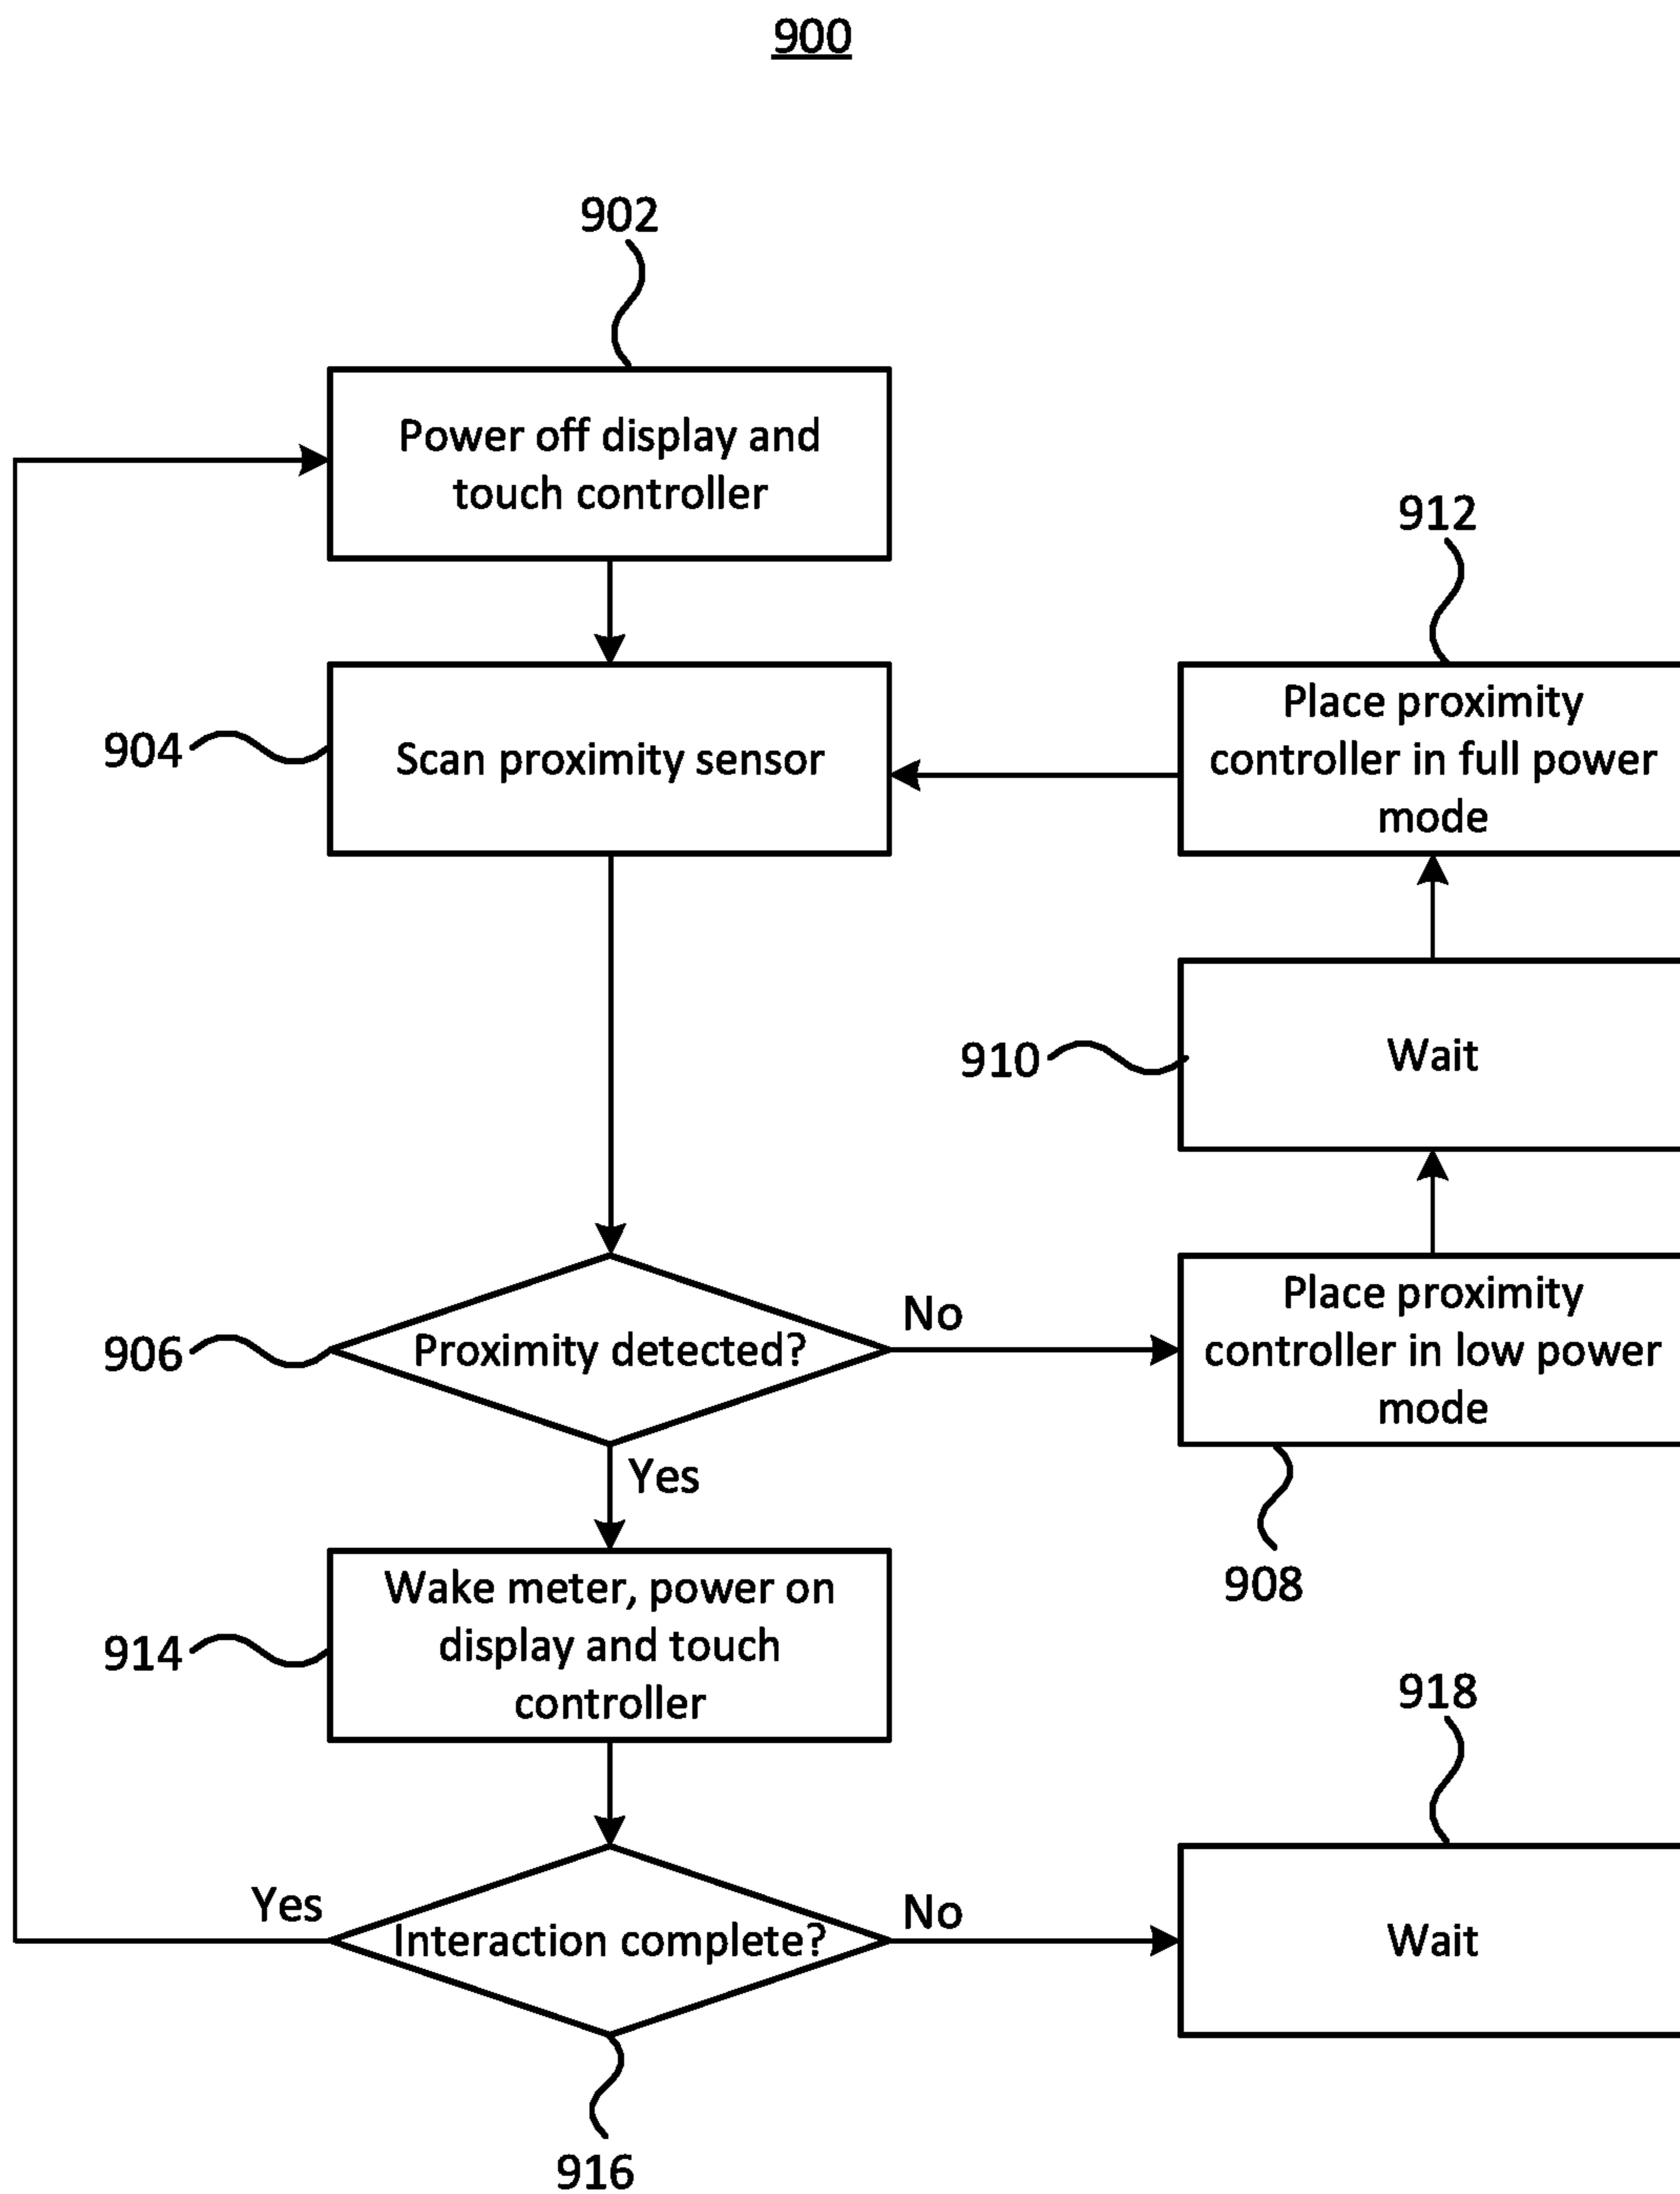 900
902
Power off display and
touch controller
912
Place proximity
controller in full power
mode
904
Scan proximity sensor
910
Wait
906
Proximity detected?
No
Place proximity
controller in low power
mode
Yes
908
914
Wake meter, power on
display and touch
controller
918
Yes
Interaction complete?
No
Wait
916